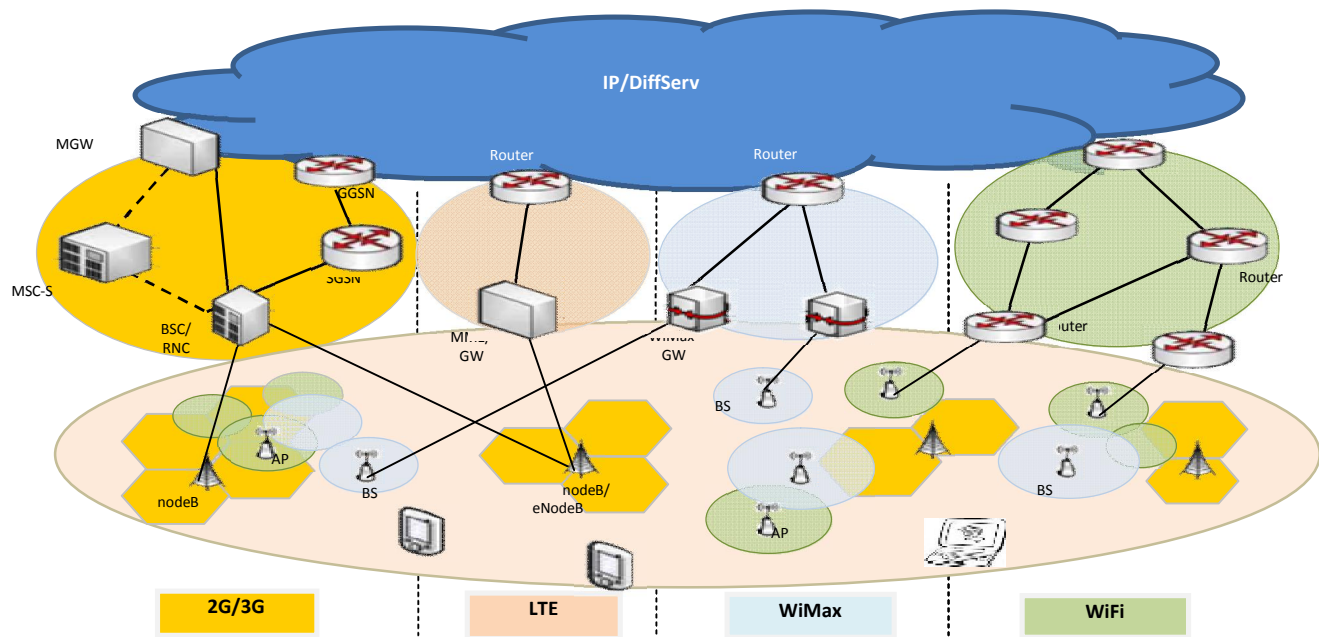 IP/DiffServ
MGW
Router
Router
GGSN
MSC-S
SGSN
Router
BSC/
RNC
GW
WiMax
GW
BS
AP
BS
nodeB
nodeB/
eNodeB
BS
AP
2G/3G
LTE
WiMax
WiFi